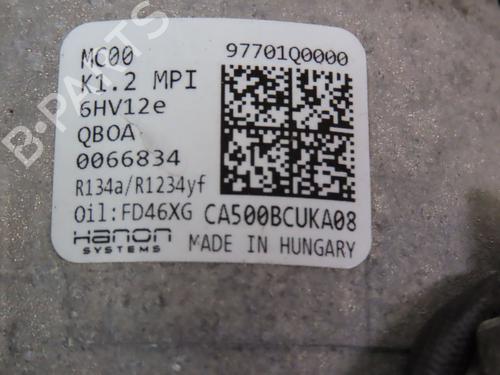 MC00
97701Q0000
K1.2 MPI
6HV12e
QBOA
0066834
R134a/R1234yf
Oil:FD46XG
CA500BCUKA08
Hanon
SYSTEMS
MADE IN HUNGARY
B-PARTS